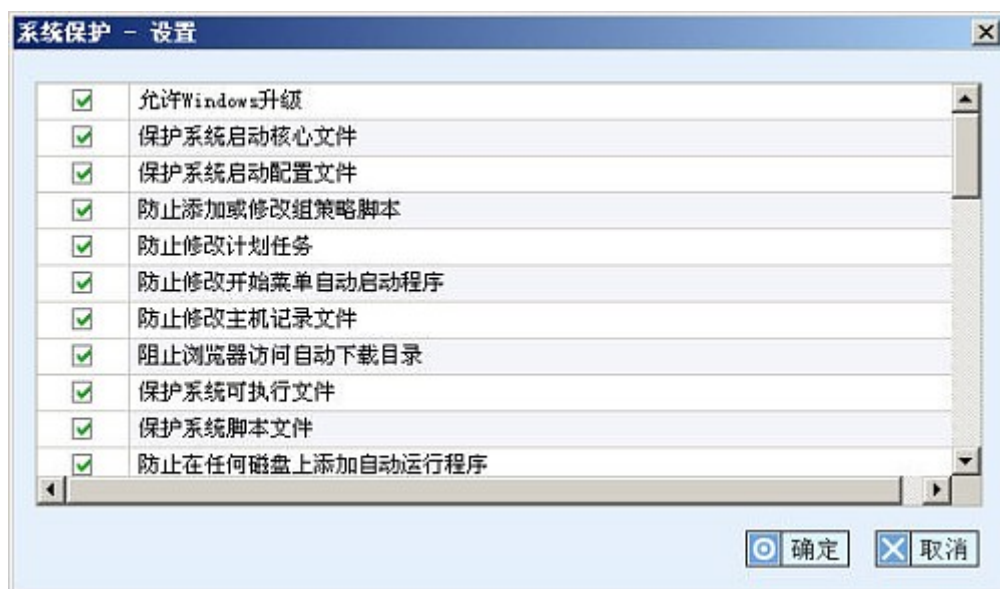 系统保护 - 设置
允许Windows升级
保护系统启动核心文件
保护系统启动配置文件
防止添加或修改组策略脚本
防止修改计划任务
防止修改开始菜单自动启动程序
防止修改主机记录文件
阻止浏览器访问自动下载目录
保护系统可执行文件
保护系统脚本文件
防止在任何磁盘上添加自动运行程序
确定 取消